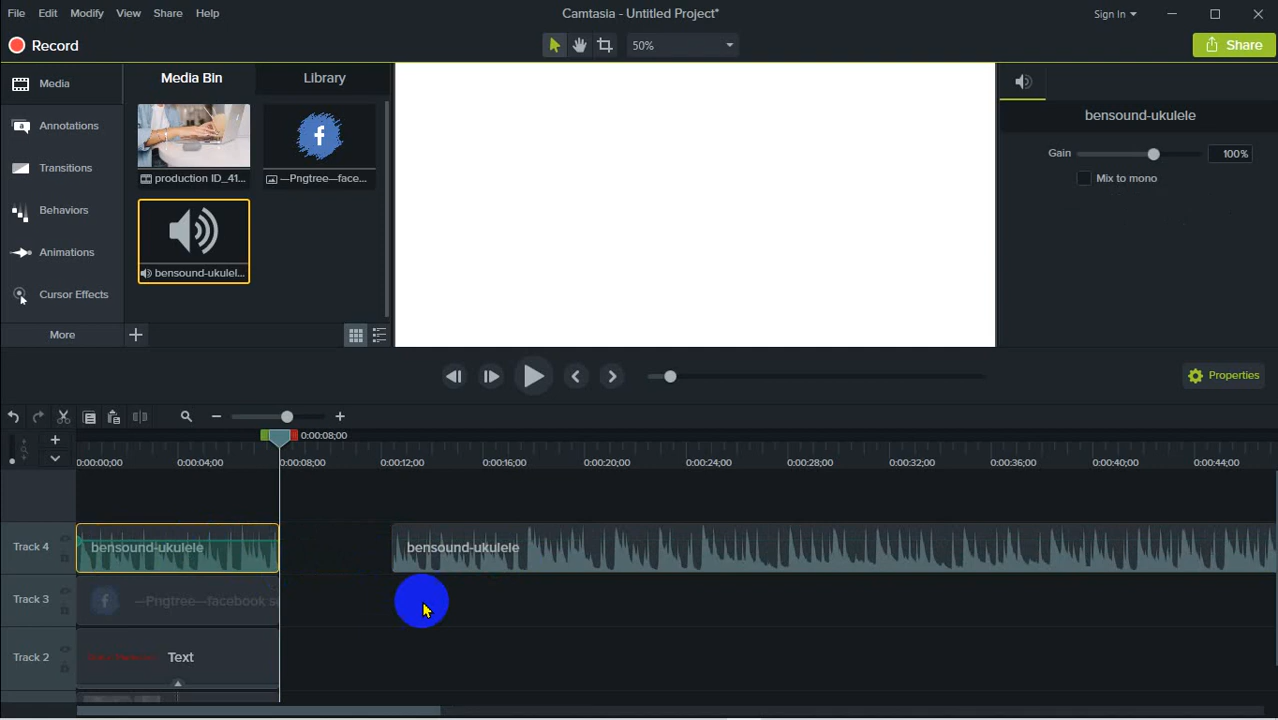 File Edit Modify View Share Help
Camtasia - Untitled Project*
Sign In
Record
50%
Share
Media
Annotations
Transitions
Behaviors
Animations
Cursor Effects
More
Media Bin
Library
production ID_41...
—Pngtree—face...
bensound-ukulel...
bensound-ukulele
Gain
100%
Mix to mono
Properties
0:00:08;00
0:00:00;00 0:00:04;00 0:00:08;00 0:00:12;00 0:00:16;00 0:00:20;00 0:00:24;00 0:00:28;00 0:00:32;00 0:00:36;00 0:00:40;00 0:00:44;00
Track 4
bensound-ukulele
bensound-ukulele
Track 3
—Pngtree—facebook s
Track 2
Text